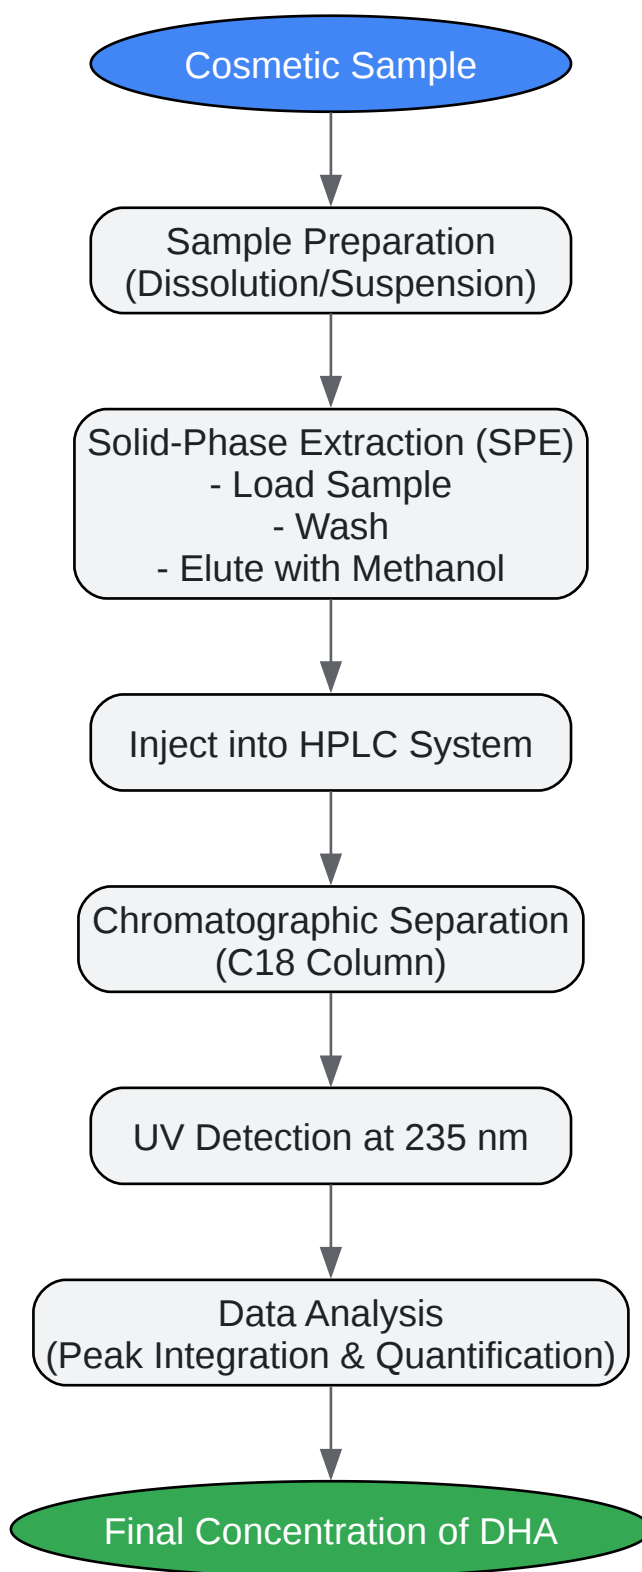 Cosmetic Sample
Sample Preparation
(Dissolution/Suspension)
Solid-Phase Extraction (SPE)
- Load Sample
- Wash
- Elute with Methanol
Inject into HPLC System
Chromatographic Separation
(C18 Column)
UV Detection at 235 nm
Data Analysis
(Peak Integration & Quantification)
Final Concentration of DHA